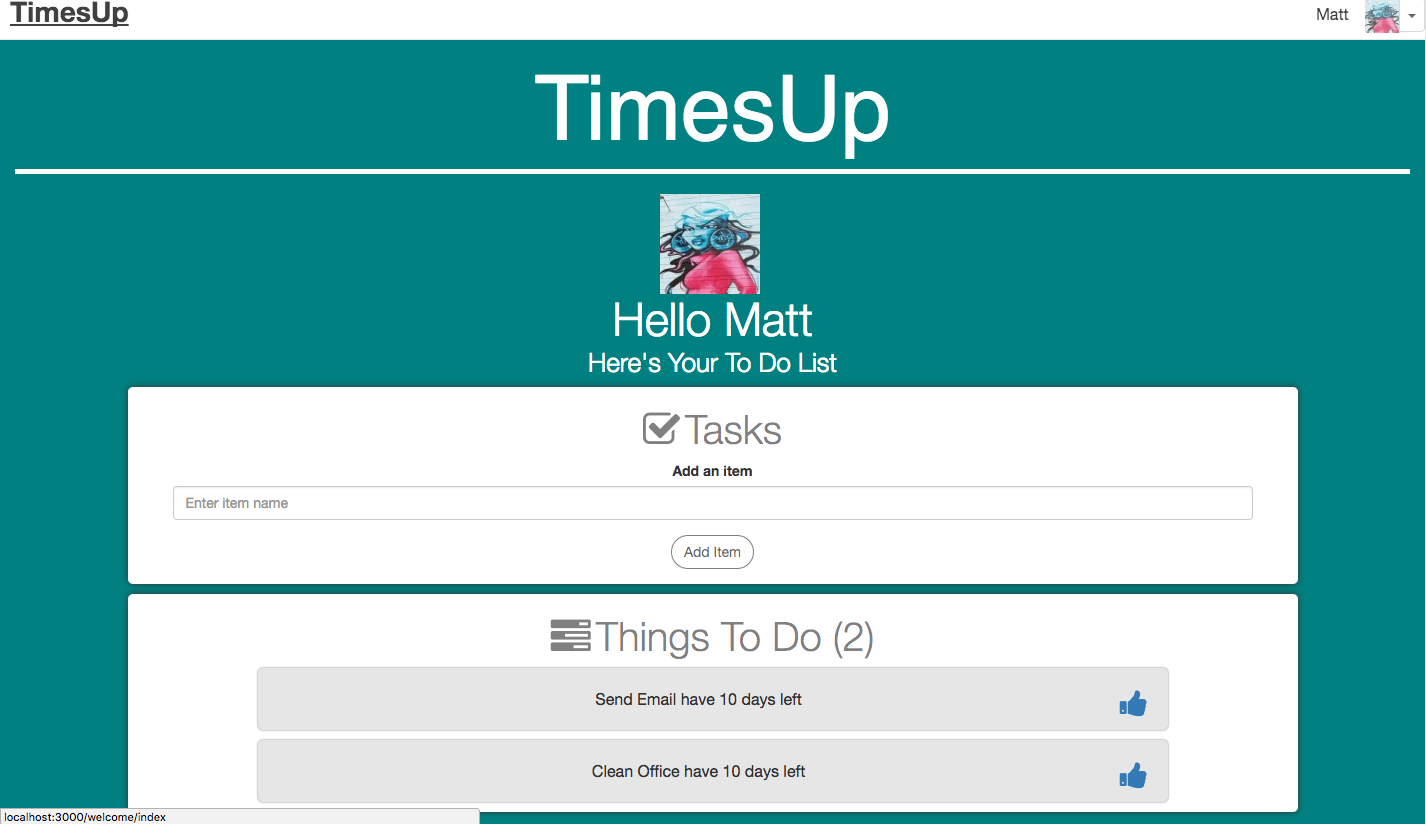 TimesUp
Matt
TimesUp
Hello Matt
Here's Your To Do List
Tasks
Add an item
Enter item name
Add Item
Things To Do (2)
Send Email have 10 days left
Clean Office have 10 days left
localhost:3000/welcome/index